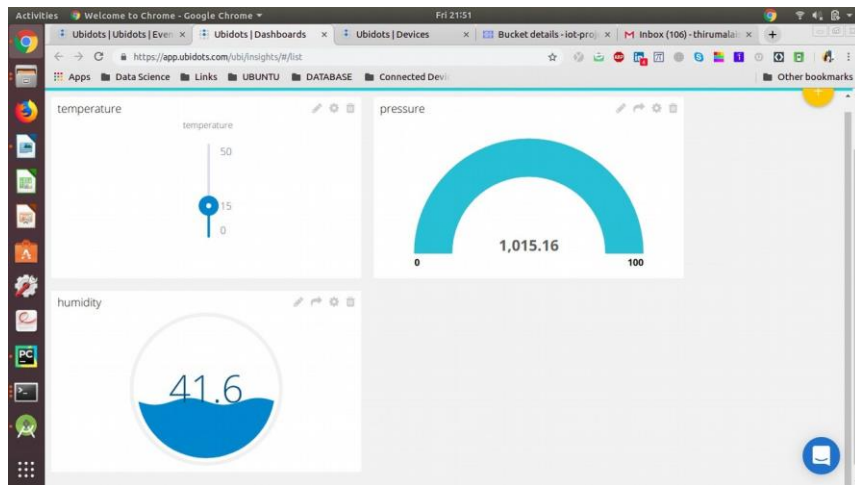 Activities Welcome to Chrome - Google Chrome Fri 21:51
Ubidots | Ubidots | Even Ubidots | Dashboards Ubidots | Devices Bucket details - iot-proj Inbox (106) - thirumalai
https://app.ubidots.com/ubi/insights/#/list
Apps Data Science Links UBUNTU DATABASE Connected Devi Other bookmarks
temperature
temperature
50
15
0
pressure
1,015.16
0 100
humidity
41.6